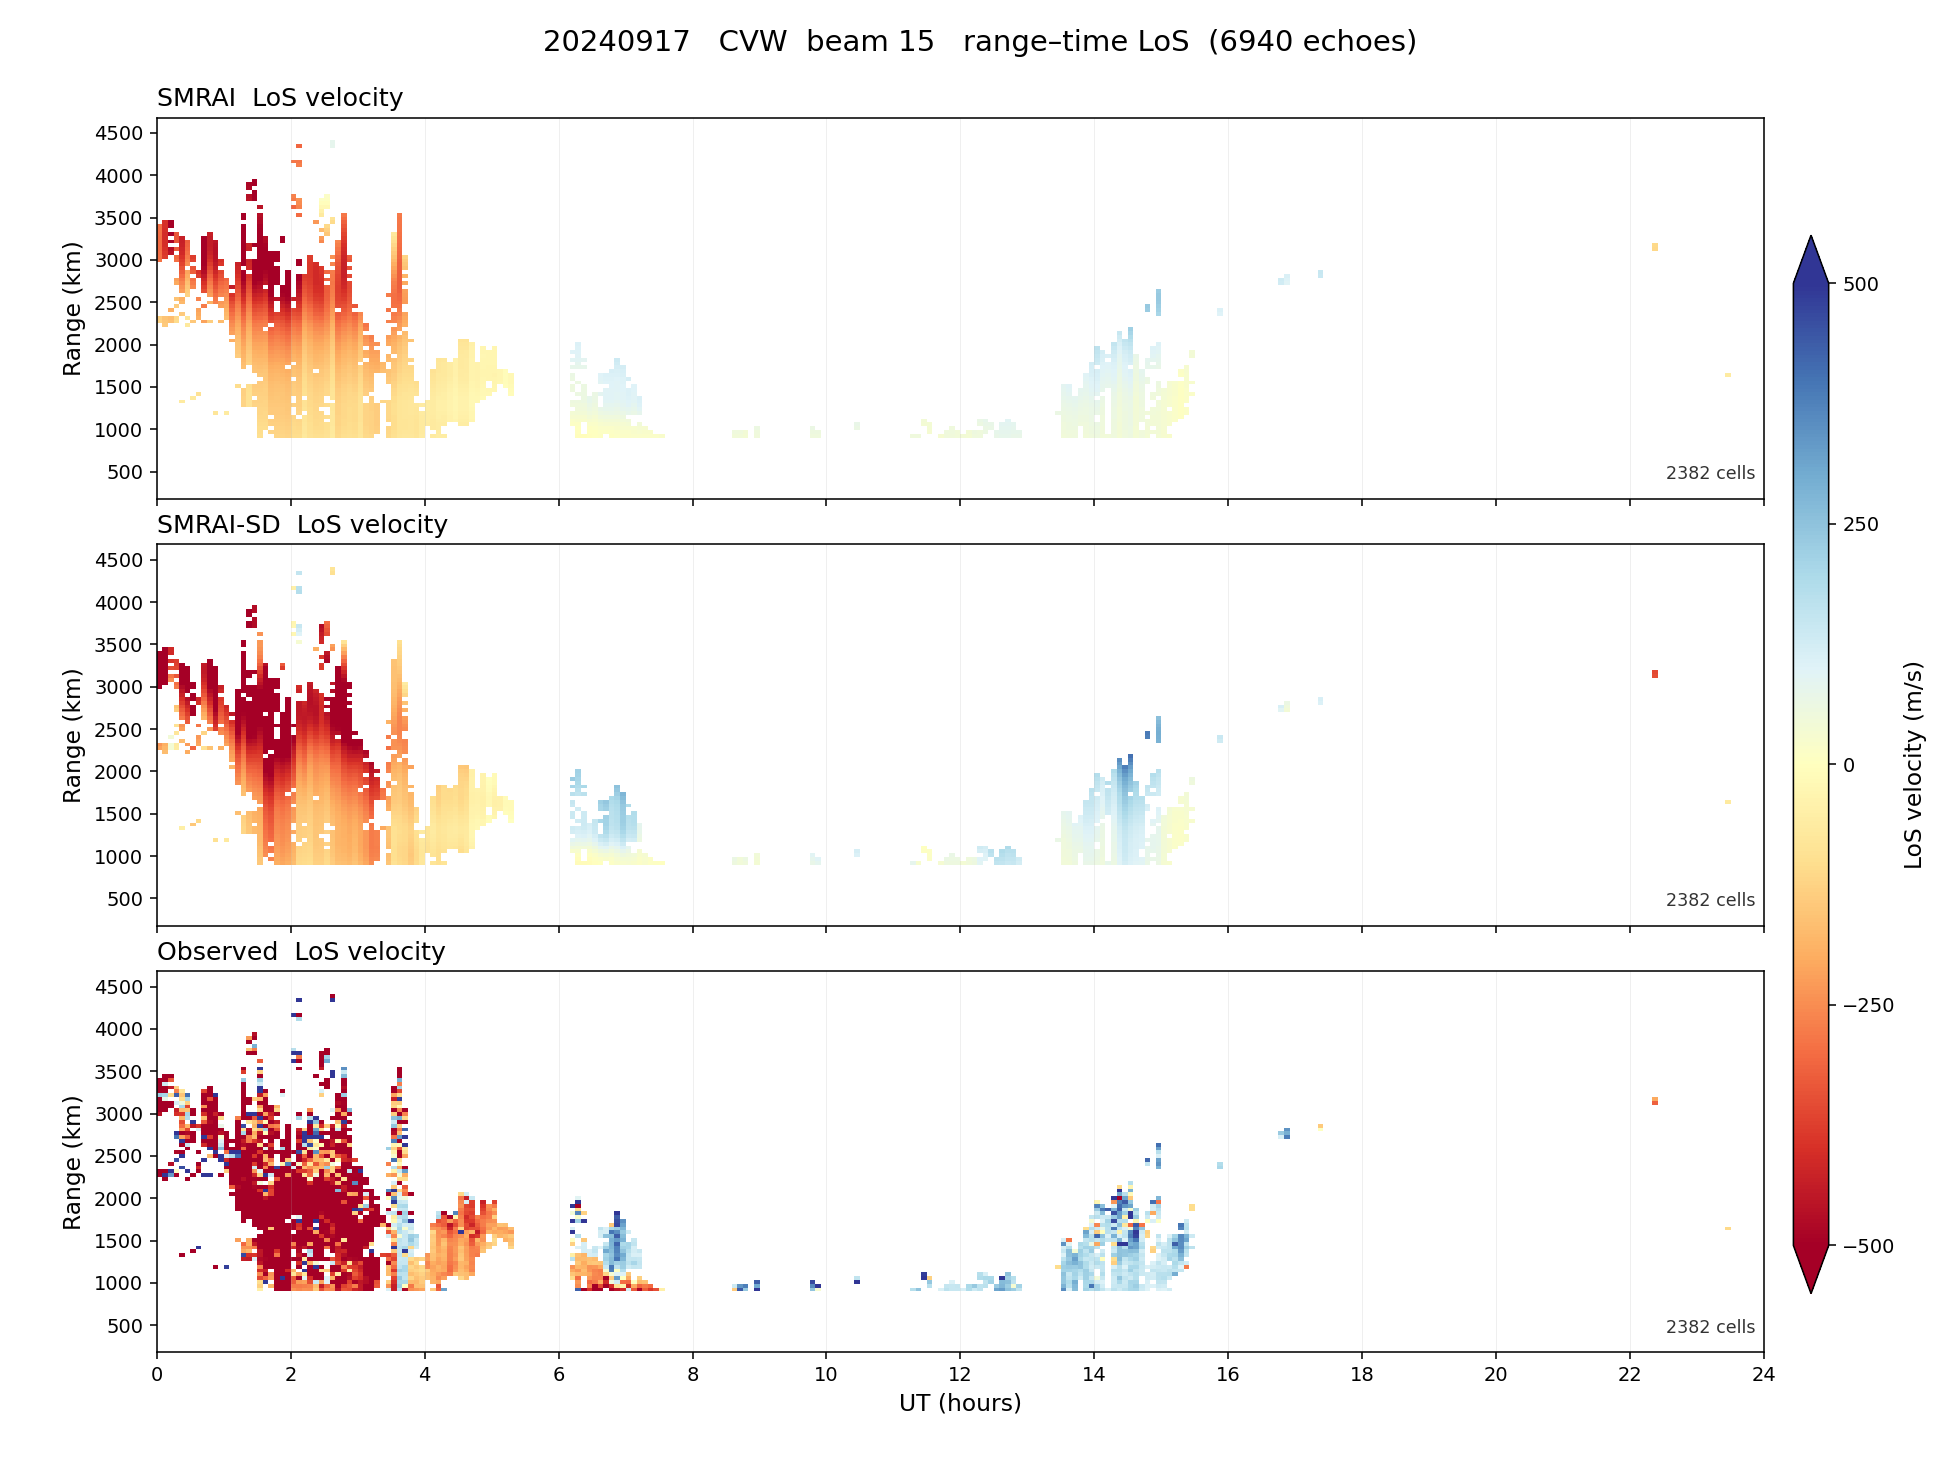 20240917   CVW  beam 15   range–time LoS  (6940 echoes)
SMRAI  LoS velocity
4500
4000
3500
3000
2500
2000
1500
1000
500
Range (km)
2382 cells
SMRAI-SD  LoS velocity
4500
4000
3500
3000
2500
2000
1500
1000
500
Range (km)
2382 cells
Observed  LoS velocity
4500
4000
3500
3000
2500
2000
1500
1000
500
Range (km)
2382 cells
0 2 4 6 8 10 12 14 16 18 20 22 24
UT (hours)
500
250
0
−250
−500
LoS velocity (m/s)